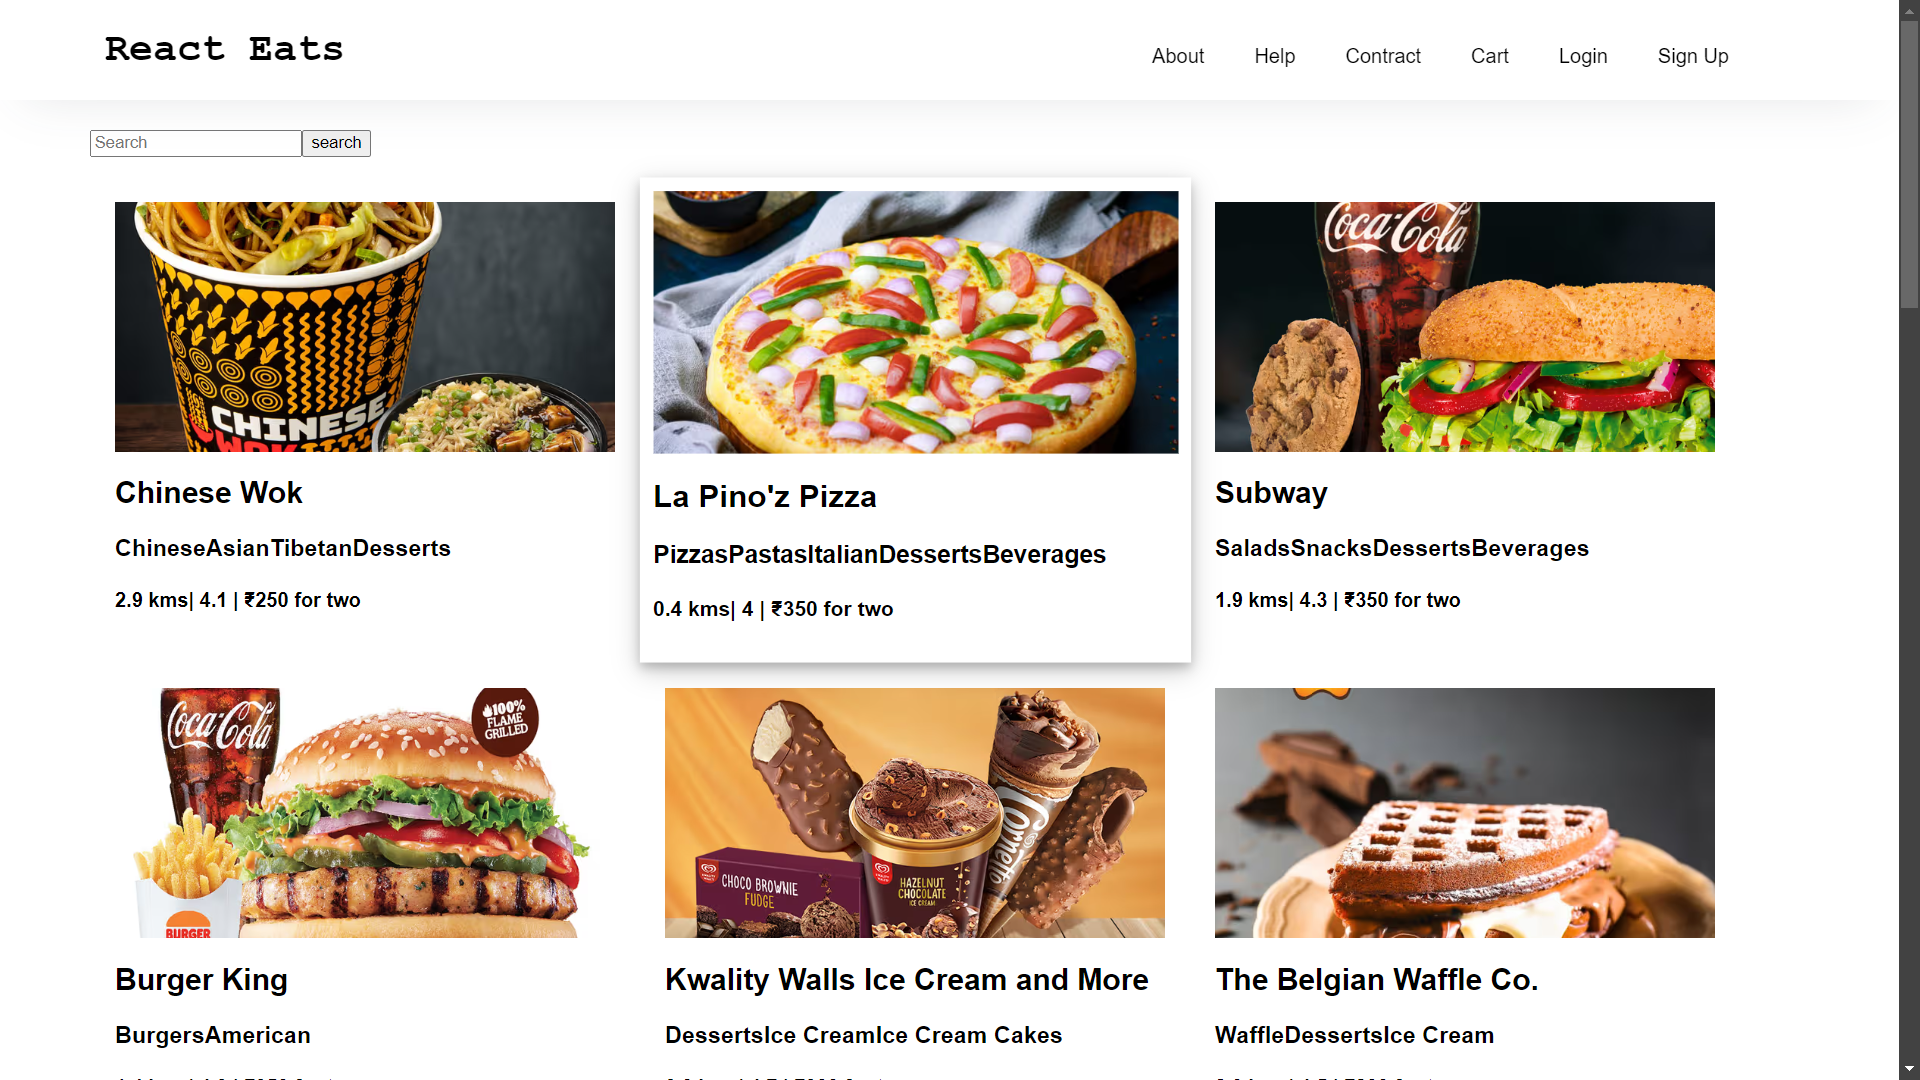 React Eats
About Help Contract Cart Login Sign Up
Search search
CHINESE
WOK
Coca-Cola
Chinese Wok
ChineseAsianTibetanDesserts
2.9 kms| 4.1 | ₹250 for two
La Pino'z Pizza
PizzasPastasItalianDessertsBeverages
0.4 kms| 4 | ₹350 for two
Subway
SaladsSnacksDessertsBeverages
1.9 kms| 4.3 | ₹350 for two
Coca-Cola
100%
FLAME
GRILLED
BURGER
CHOCO BROWNIE
FUDGE
HAZELNUT
CHOCOLATE
ICE CREAM
Cornetto
Burger King
BurgersAmerican
Kwality Walls Ice Cream and More
DessertsIce CreamIce Cream Cakes
The Belgian Waffle Co.
WaffleDessertsIce Cream